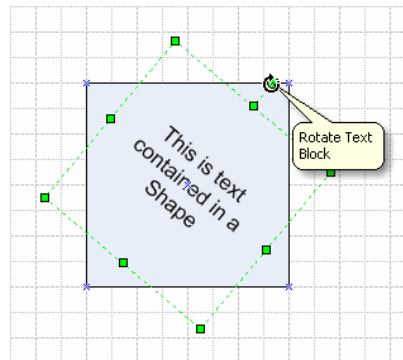 This is text
contained in a
Shape
Rotate Text
Block